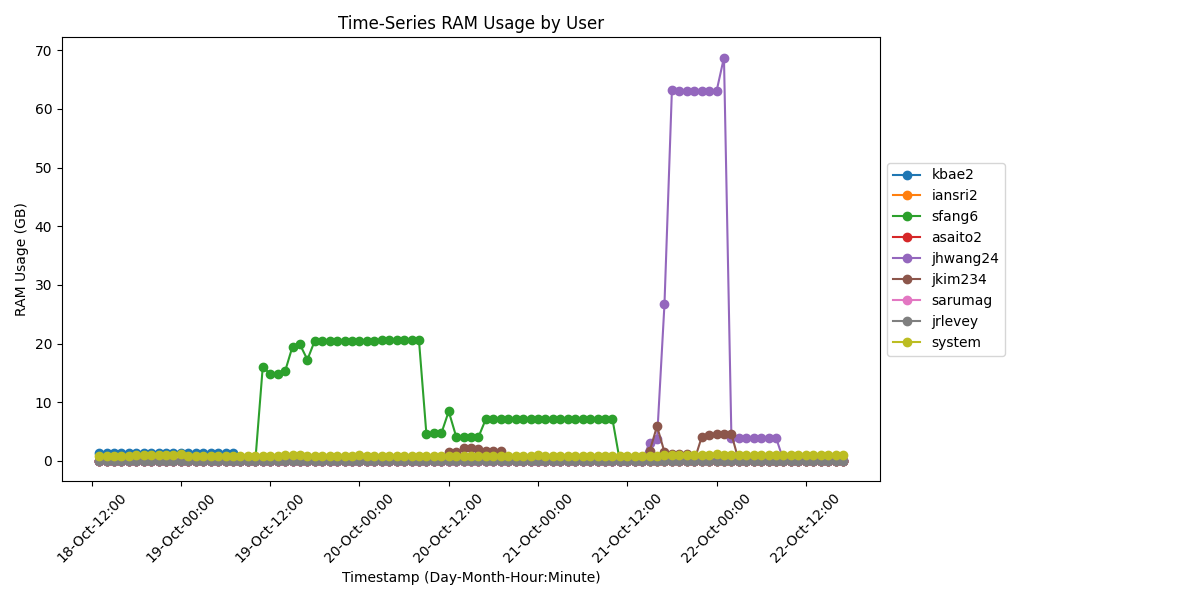 Time-Series RAM Usage by User
RAM Usage (GB)
70
60
50
40
30
20
10
0
18-Oct-12:00
19-Oct-00:00
19-Oct-12:00
20-Oct-00:00
20-Oct-12:00
21-Oct-00:00
21-Oct-12:00
22-Oct-00:00
22-Oct-12:00
Timestamp (Day-Month-Hour:Minute)
kbae2
iansri2
sfang6
asaito2
jhwang24
jkim234
sarumag
jrlevey
system